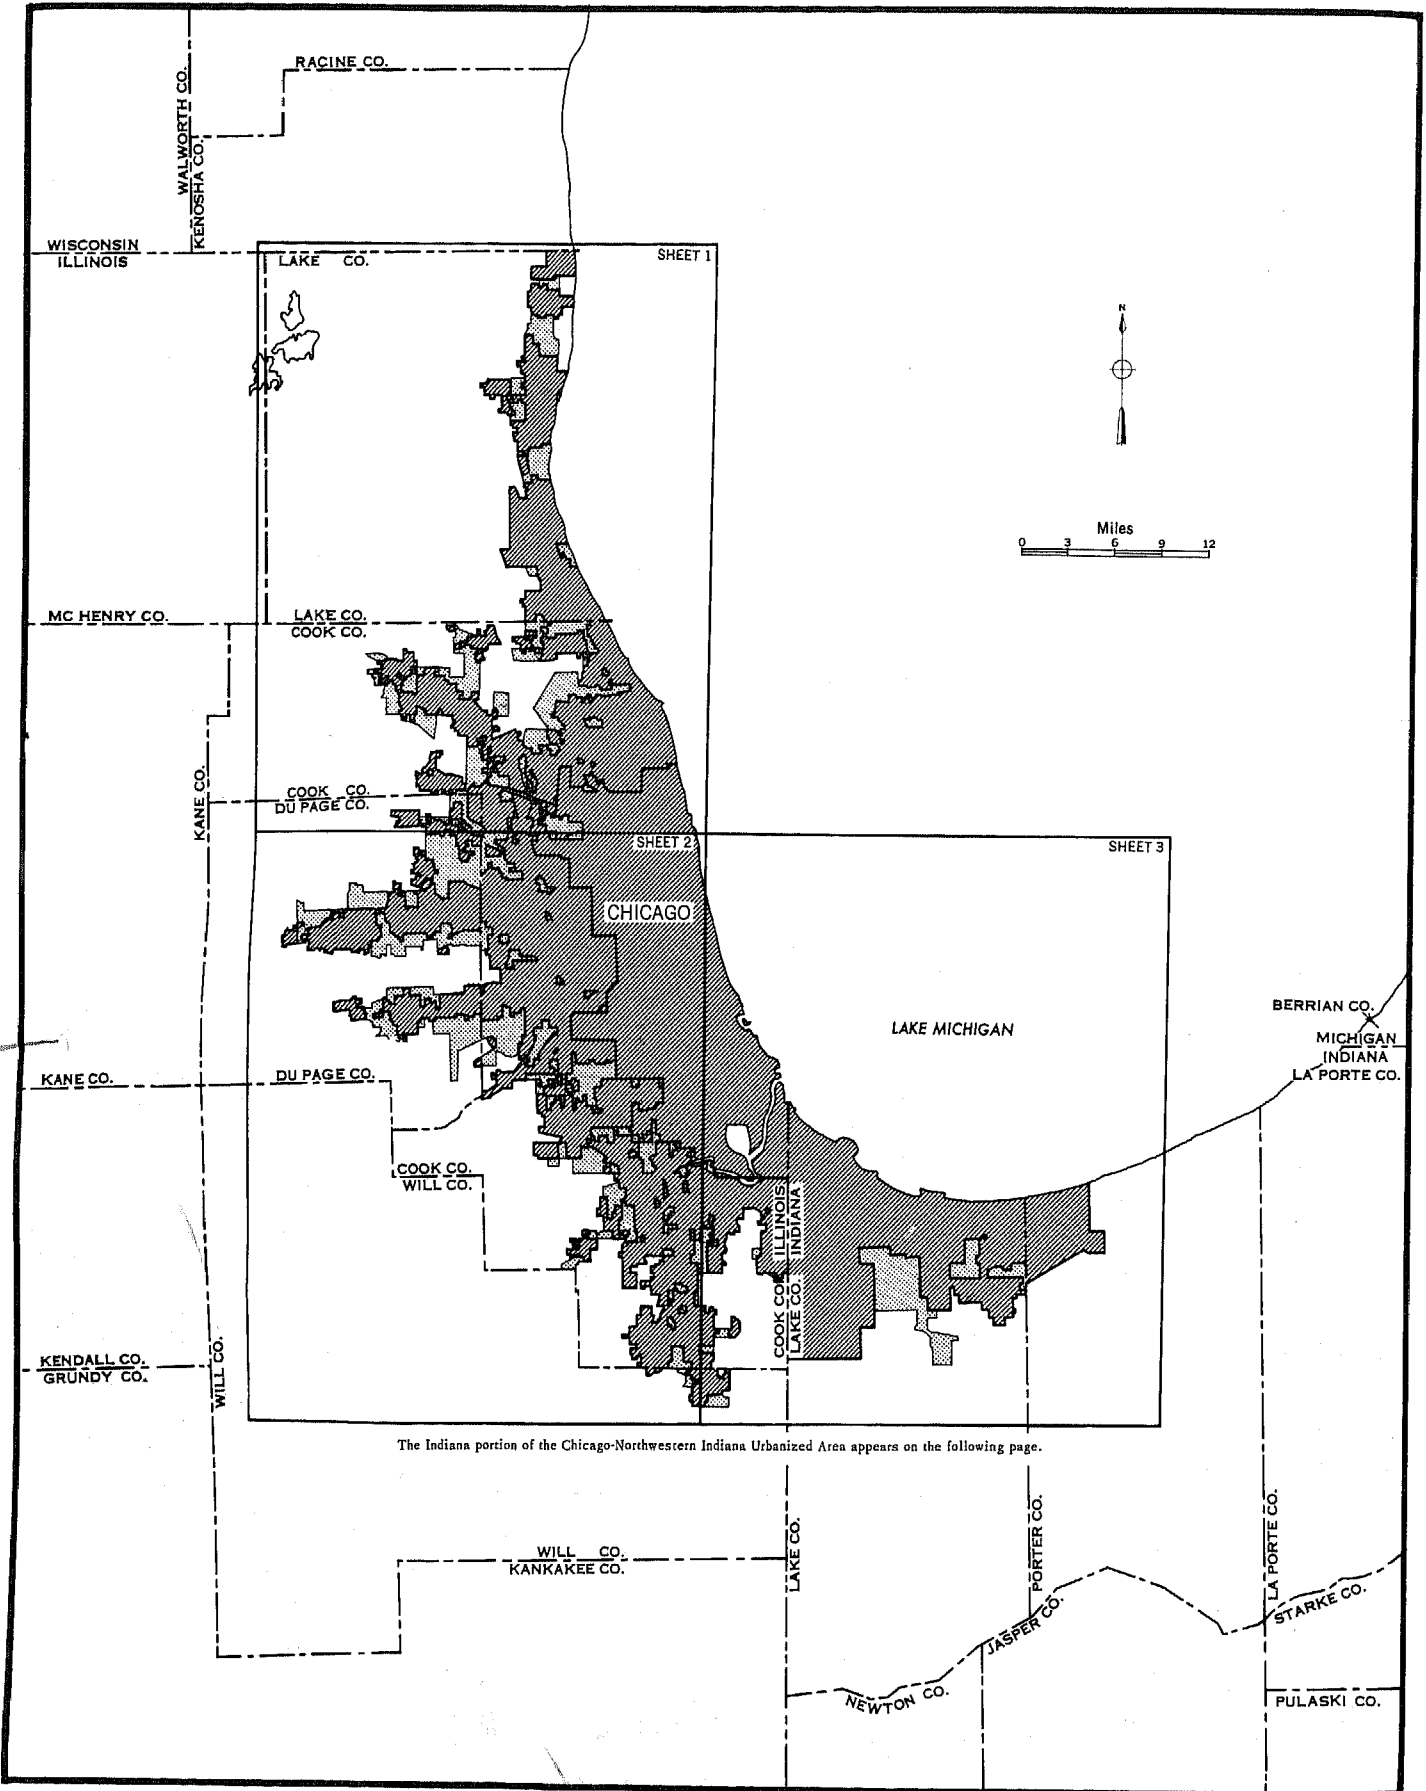 RACINE CO.
WALWORTH CO.
KENOSHA CO.
WISCONSIN
ILLINOIS
LAKE CO.
SHEET 1
N
Miles
0 3 6 9 12
MC HENRY CO.
LAKE CO.
COOK CO.
KANE CO.
COOK CO.
DU PAGE CO.
SHEET 2
SHEET 3
CHICAGO
LAKE MICHIGAN
BERRIAN CO.
MICHIGAN
INDIANA
LA PORTE CO.
KANE CO.
DU PAGE CO.
COOK CO.
WILL CO.
ILLINOIS
INDIANA
COOK CO.
LAKE CO.
KENDALL CO.
GRUNDY CO.
WILL CO.
The Indiana portion of the Chicago-Northwestern Indiana Urbanized Area appears on the following page.
WILL CO.
KANKAKEE CO.
LAKE CO.
PORTER CO.
LA PORTE CO.
JASPER CO.
STARKE CO.
NEWTON CO.
PULASKI CO.